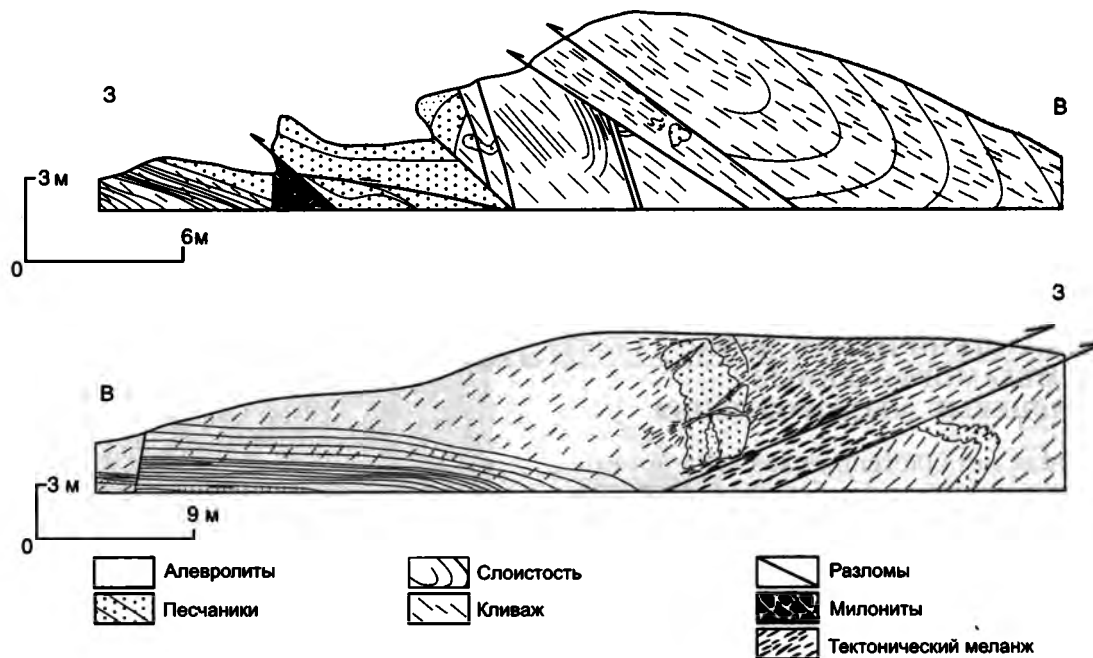 З
В
3 м
6м
0
З
В
3 м
9 м
0
Алевролиты
Слоистость
Разломы
Песчаники
Кливаж
Милониты
Тектонический меланж